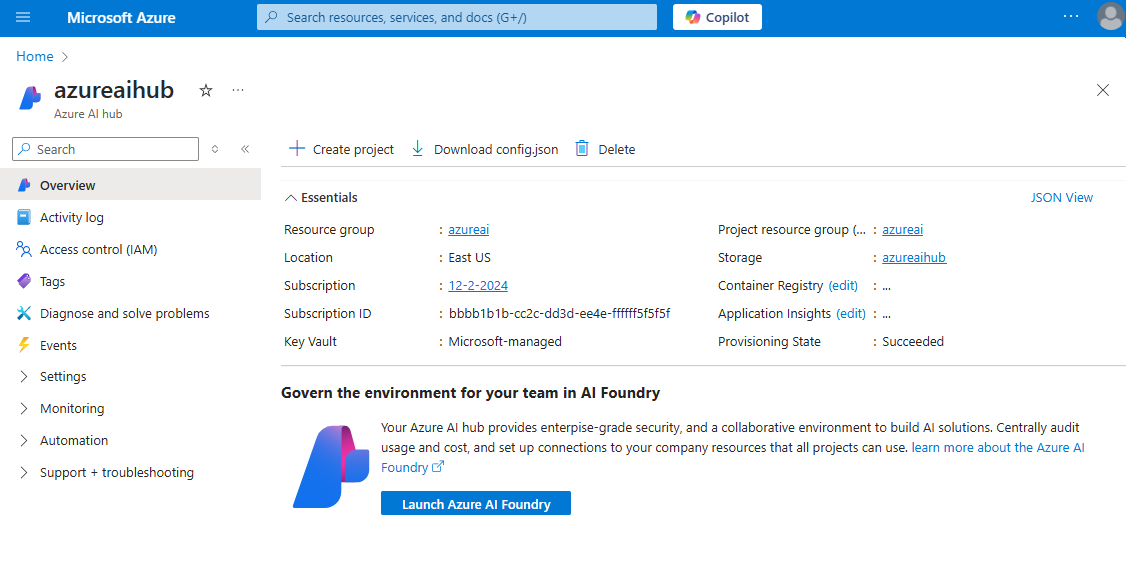 Microsoft Azure
Search resources, services, and docs (G+/)
Copilot
...
Home >
azureaihub
...
Azure AI hub
Search
Overview
Activity log
Access control (IAM)
Tags
Diagnose and solve problems
Events
Settings
Monitoring
Automation
Support + troubleshooting
Create project Download config.json Delete
Essentials JSON View
Resource group : azureai Project resource group (... : azureai
Location : East US Storage : azureaihub
Subscription : 12-2-2024 Container Registry (edit) : ...
Subscription ID : bbbb1b1b-cc2c-dd3d-ee4e-ffffff5f5f5f Application Insights (edit) : ...
Key Vault : Microsoft-managed Provisioning State : Succeeded
Govern the environment for your team in AI Foundry
Your Azure AI hub provides enterpise-grade security, and a collaborative environment to build AI solutions. Centrally audit
usage and cost, and set up connections to your company resources that all projects can use. learn more about the Azure AI
Foundry
Launch Azure AI Foundry